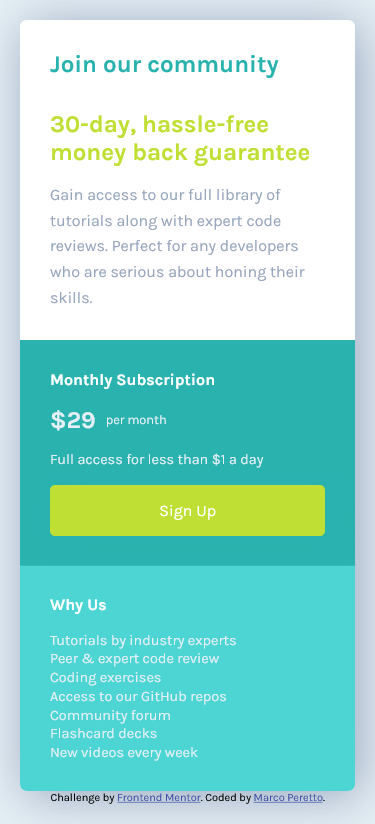 Join our community
30-day, hassle-free
money back guarantee
Gain access to our full library of
tutorials along with expert code
reviews. Perfect for any developers
who are serious about honing their
skills.
Monthly Subscription
$29 per month
Full access for less than $1 a day
Sign Up
Why Us
Tutorials by industry experts
Peer & expert code review
Coding exercises
Access to our GitHub repos
Community forum
Flashcard decks
New videos every week
Challenge by Frontend Mentor. Coded by Marco Peretto.